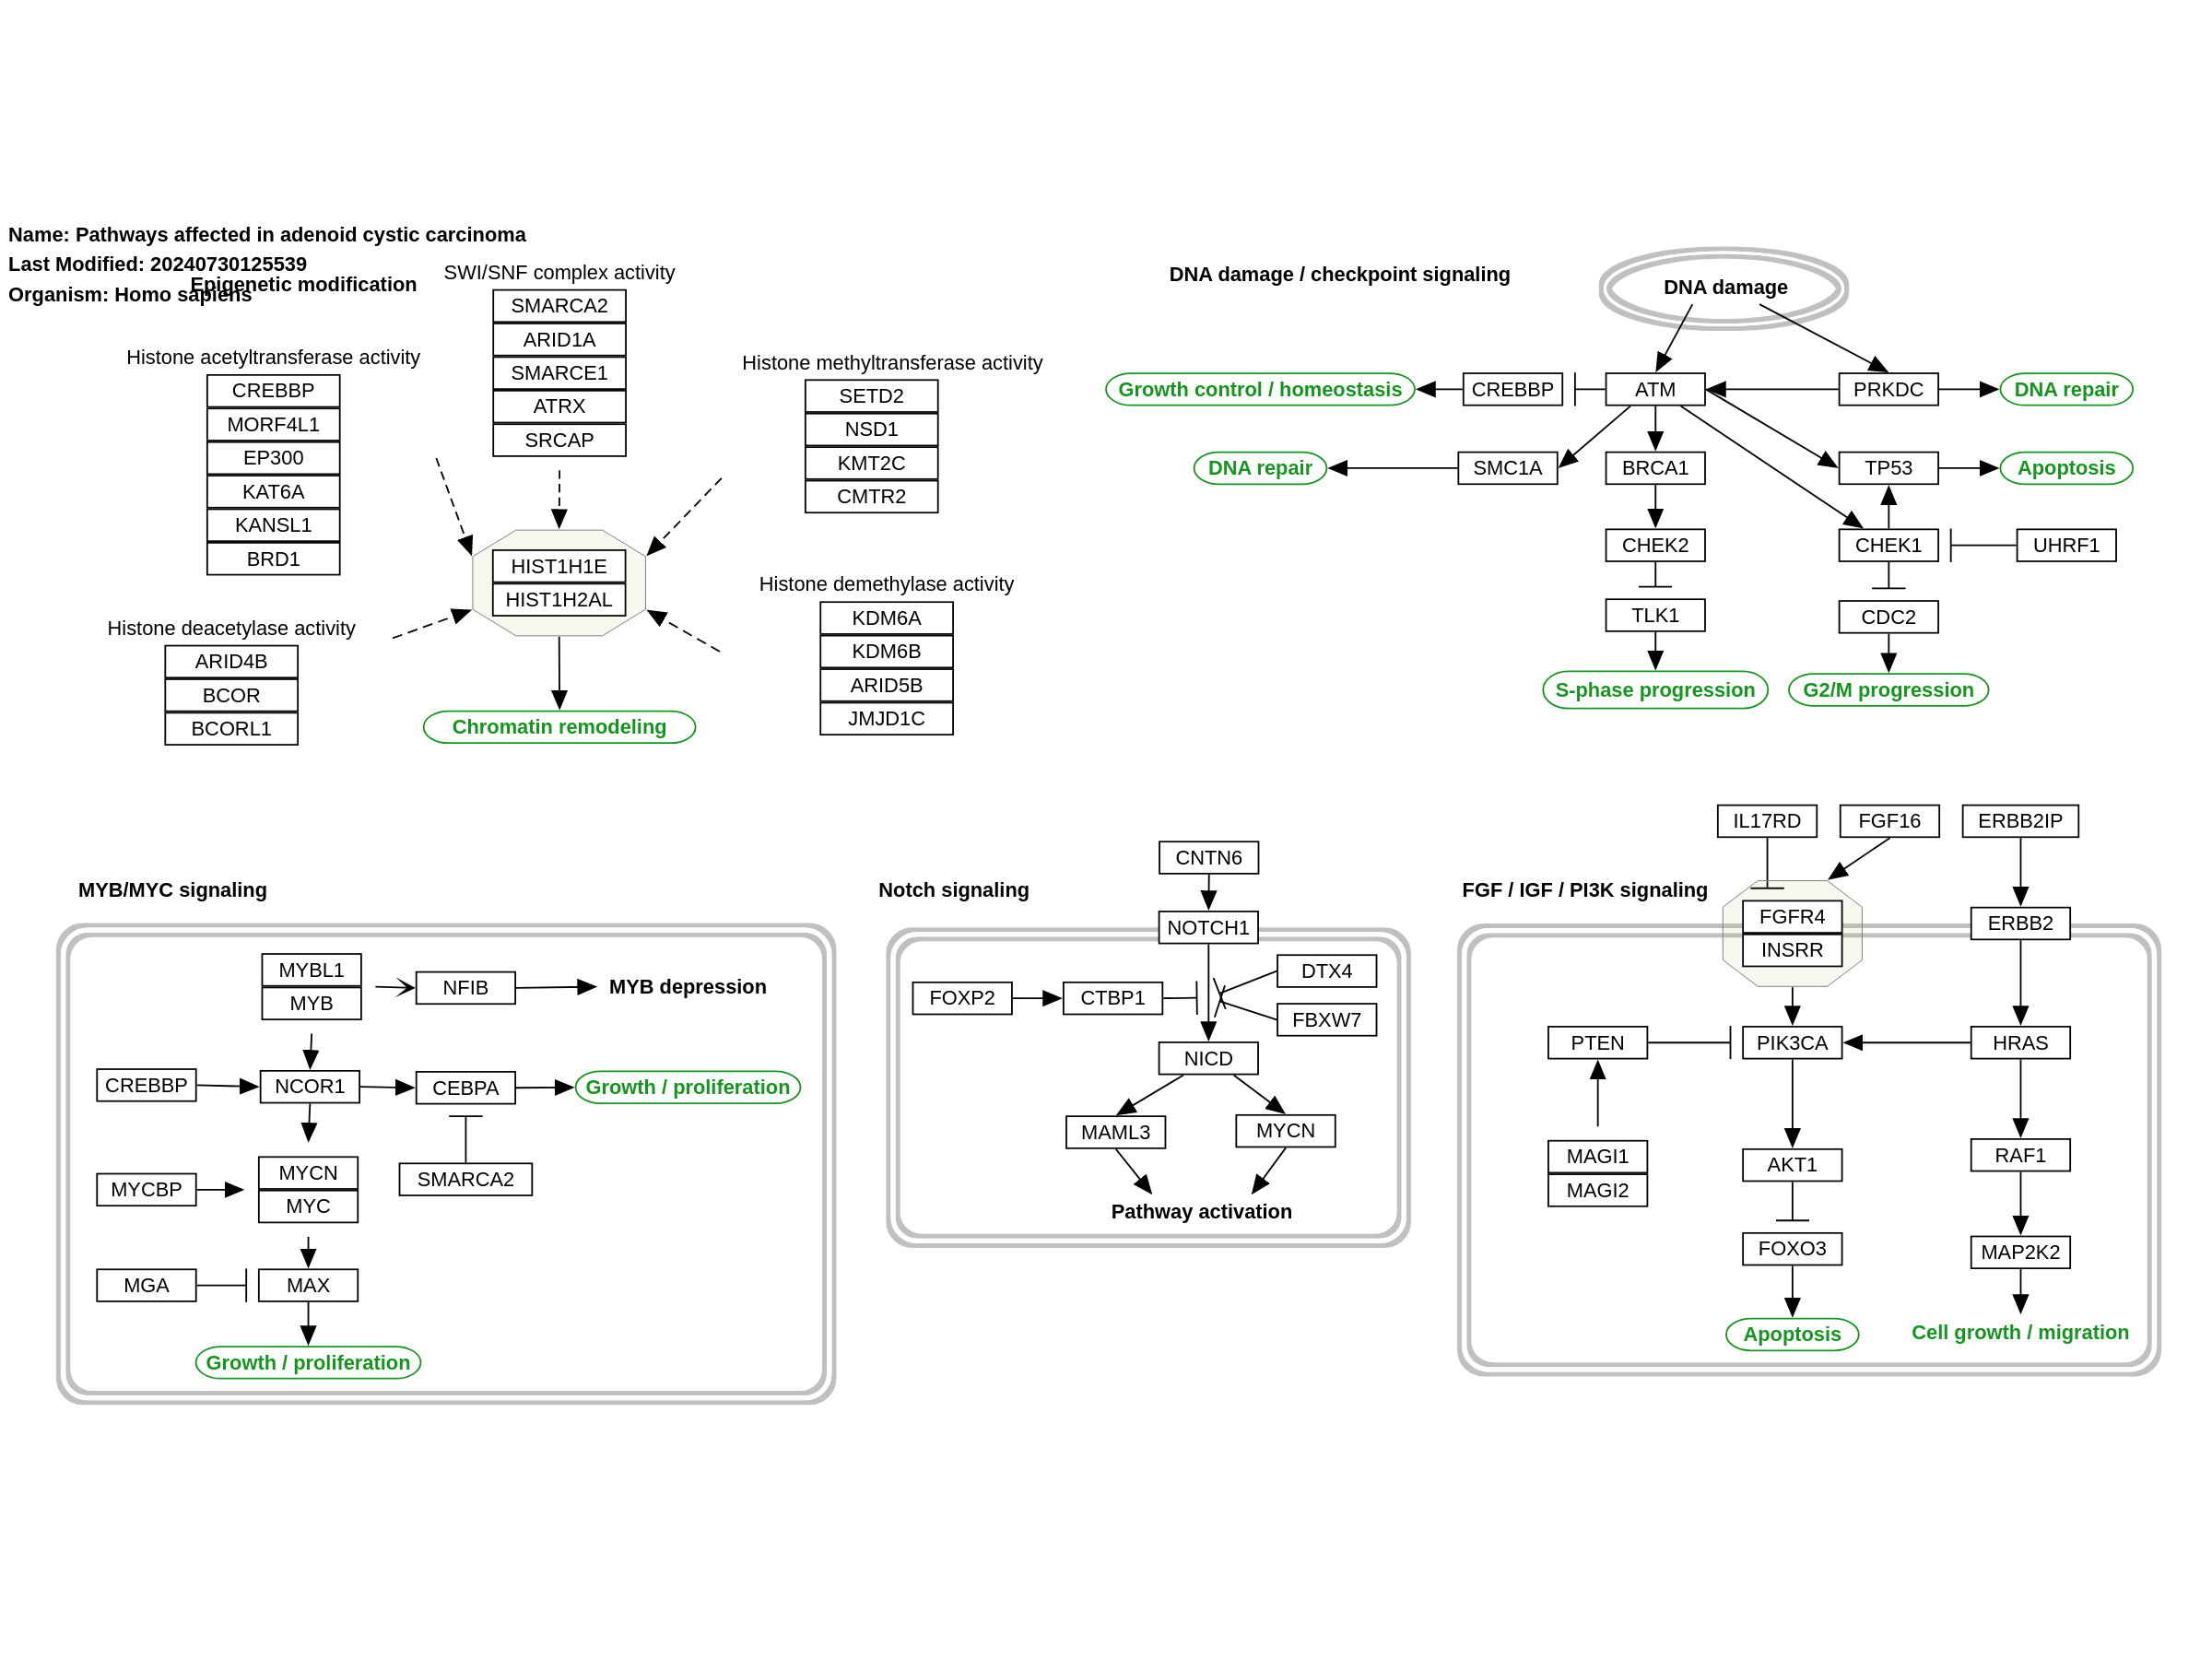 Name: Pathways affected in adenoid cystic carcinoma
Last Modified: 20240730125539
Organism: Homo sapiens
Epigenetic modification
SWI/SNF complex activity
SMARCA2
ARID1A
SMARCE1
ATRX
SRCAP
Histone acetyltransferase activity
CREBBP
MORF4L1
EP300
KAT6A
KANSL1
BRD1
Histone methyltransferase activity
SETD2
NSD1
KMT2C
CMTR2
HIST1H1E
HIST1H2AL
Histone deacetylase activity
ARID4B
BCOR
BCORL1
Histone demethylase activity
KDM6A
KDM6B
ARID5B
JMJD1C
Chromatin remodeling
DNA damage / checkpoint signaling
DNA damage
Growth control / homeostasis
CREBBP
ATM
PRKDC
DNA repair
DNA repair
SMC1A
BRCA1
TP53
Apoptosis
CHEK2
CHEK1
UHRF1
TLK1
CDC2
S-phase progression
G2/M progression
MYB/MYC signaling
MYBL1
MYB
NFIB
MYB depression
CREBBP
NCOR1
CEBPA
Growth / proliferation
MYCBP
MYCN
MYC
SMARCA2
MGA
MAX
Growth / proliferation
Notch signaling
CNTN6
NOTCH1
DTX4
FOXP2
CTBP1
FBXW7
NICD
MAML3
MYCN
Pathway activation
FGF / IGF / PI3K signaling
IL17RD
FGF16
ERBB2IP
FGFR4
INSRR
ERBB2
PTEN
PIK3CA
HRAS
MAGI1
MAGI2
AKT1
RAF1
FOXO3
MAP2K2
Apoptosis
Cell growth / migration